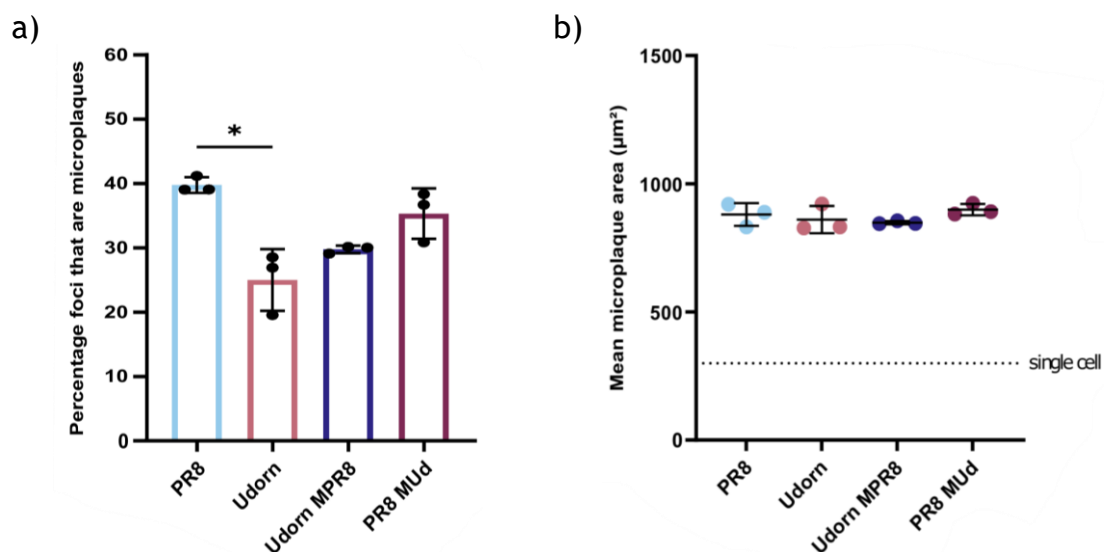 a)
Percentage foci that are microplaques
60
50
40
30
20
10
0
*
PR8
Udorn
Udorn MPR8
PR8 MUd
b)
Mean microplaque area (µm²)
1500
1000
500
0
single cell
PR8
Udorn
Udorn MPR8
PR8 MUd